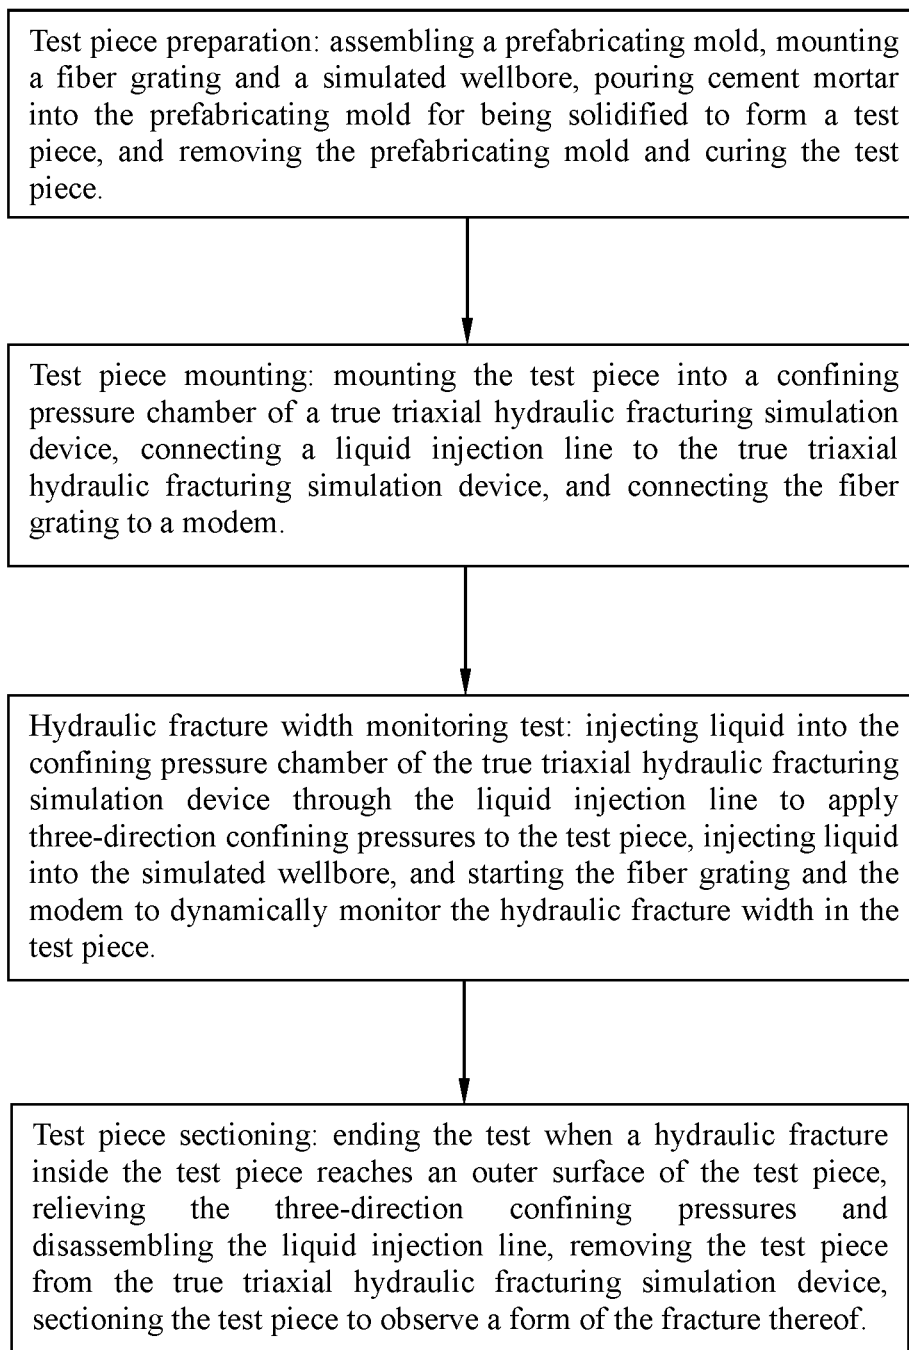 Test piece preparation: assembling a prefabricating mold, mounting
a fiber grating and a simulated wellbore, pouring cement mortar
into the prefabricating mold for being solidified to form a test
piece, and removing the prefabricating mold and curing the test
piece.
Test piece mounting: mounting the test piece into a confining
pressure chamber of a true triaxial hydraulic fracturing simulation
device, connecting a liquid injection line to the true triaxial
hydraulic fracturing simulation device, and connecting the fiber
grating to a modem.
Hydraulic fracture width monitoring test: injecting liquid into the
confining pressure chamber of the true triaxial hydraulic fracturing
simulation device through the liquid injection line to apply
three-direction confining pressures to the test piece, injecting liquid
into the simulated wellbore, and starting the fiber grating and the
modem to dynamically monitor the hydraulic fracture width in the
test piece.
Test piece sectioning: ending the test when a hydraulic fracture
inside the test piece reaches an outer surface of the test piece,
relieving the three-direction confining pressures and
disassembling the liquid injection line, removing the test piece
from the true triaxial hydraulic fracturing simulation device,
sectioning the test piece to observe a form of the fracture thereof.